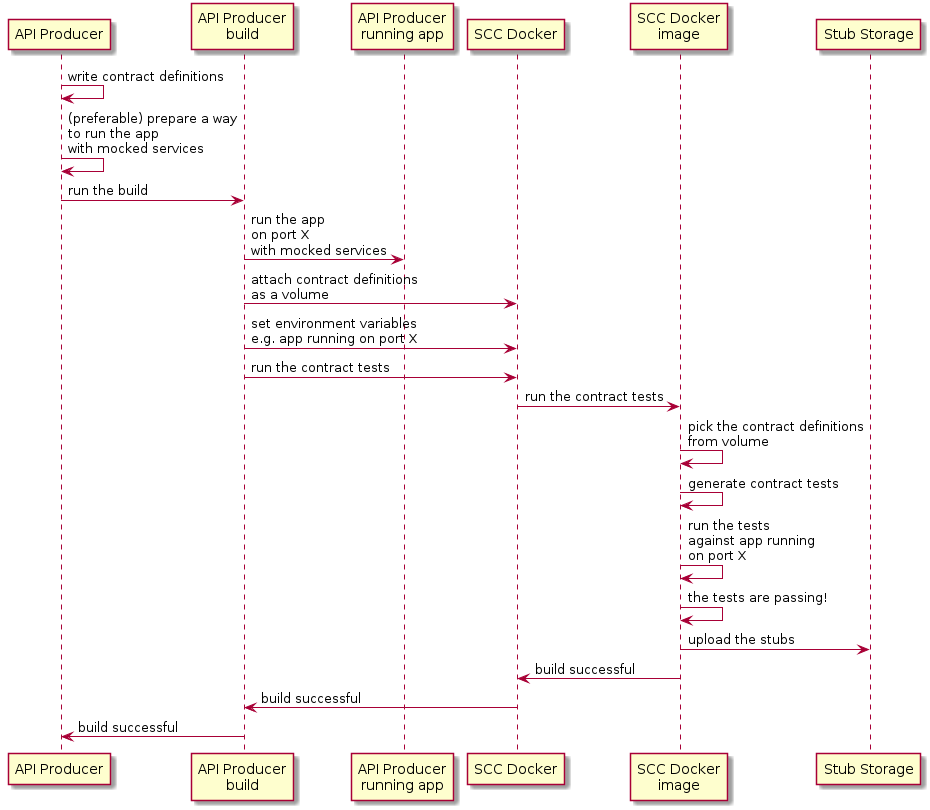 API Producer
API Producer
build
API Producer
running app
SCC Docker
SCC Docker
image
Stub Storage
write contract definitions
(preferable) prepare a way
to run the app
with mocked services
run the build
run the app
on port X
with mocked services
attach contract definitions
as a volume
set environment variables
e.g. app running on port X
run the contract tests
run the contract tests
pick the contract definitions
from volume
generate contract tests
run the tests
against app running
on port X
the tests are passing!
upload the stubs
build successful
build successful
build successful
API Producer
API Producer
build
API Producer
running app
SCC Docker
SCC Docker
image
Stub Storage